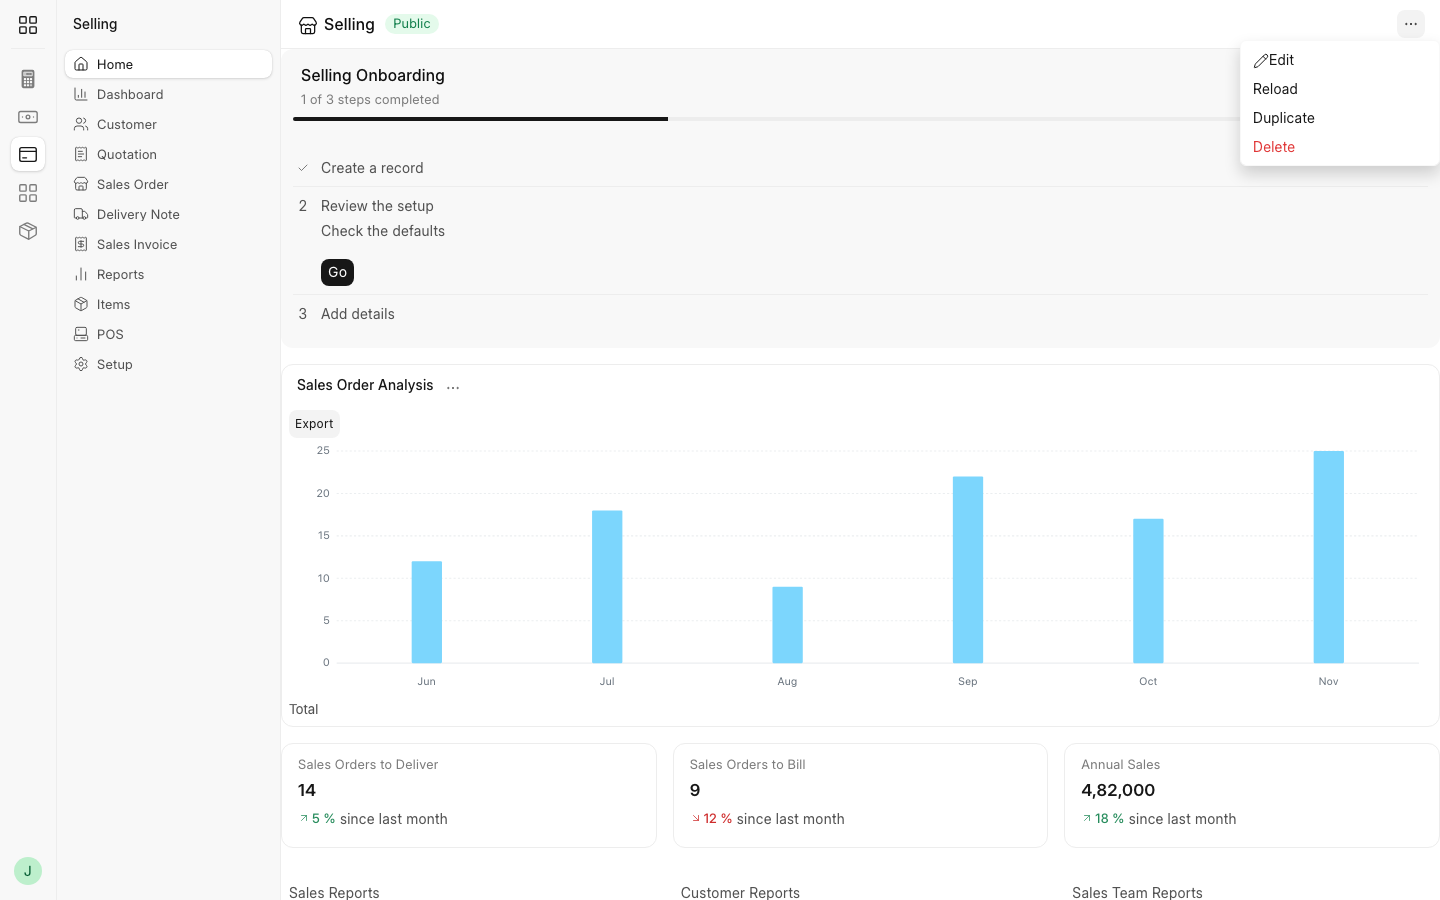 Selling
Home
Dashboard
Customer
Quotation
Sales Order
Delivery Note
Sales Invoice
Reports
Items
POS
Setup
J
Selling Public
Edit
Reload
Duplicate
Delete
Selling Onboarding
1 of 3 steps completed
Create a record
2 Review the setup
Check the defaults
Go
3 Add details
Sales Order Analysis ...
Export
25
20
15
10
5
0
Jun Jul Aug Sep Oct Nov
Total
Sales Orders to Deliver
14
5 % since last month
Sales Orders to Bill
9
12 % since last month
Annual Sales
4,82,000
18 % since last month
Sales Reports Customer Reports Sales Team Reports